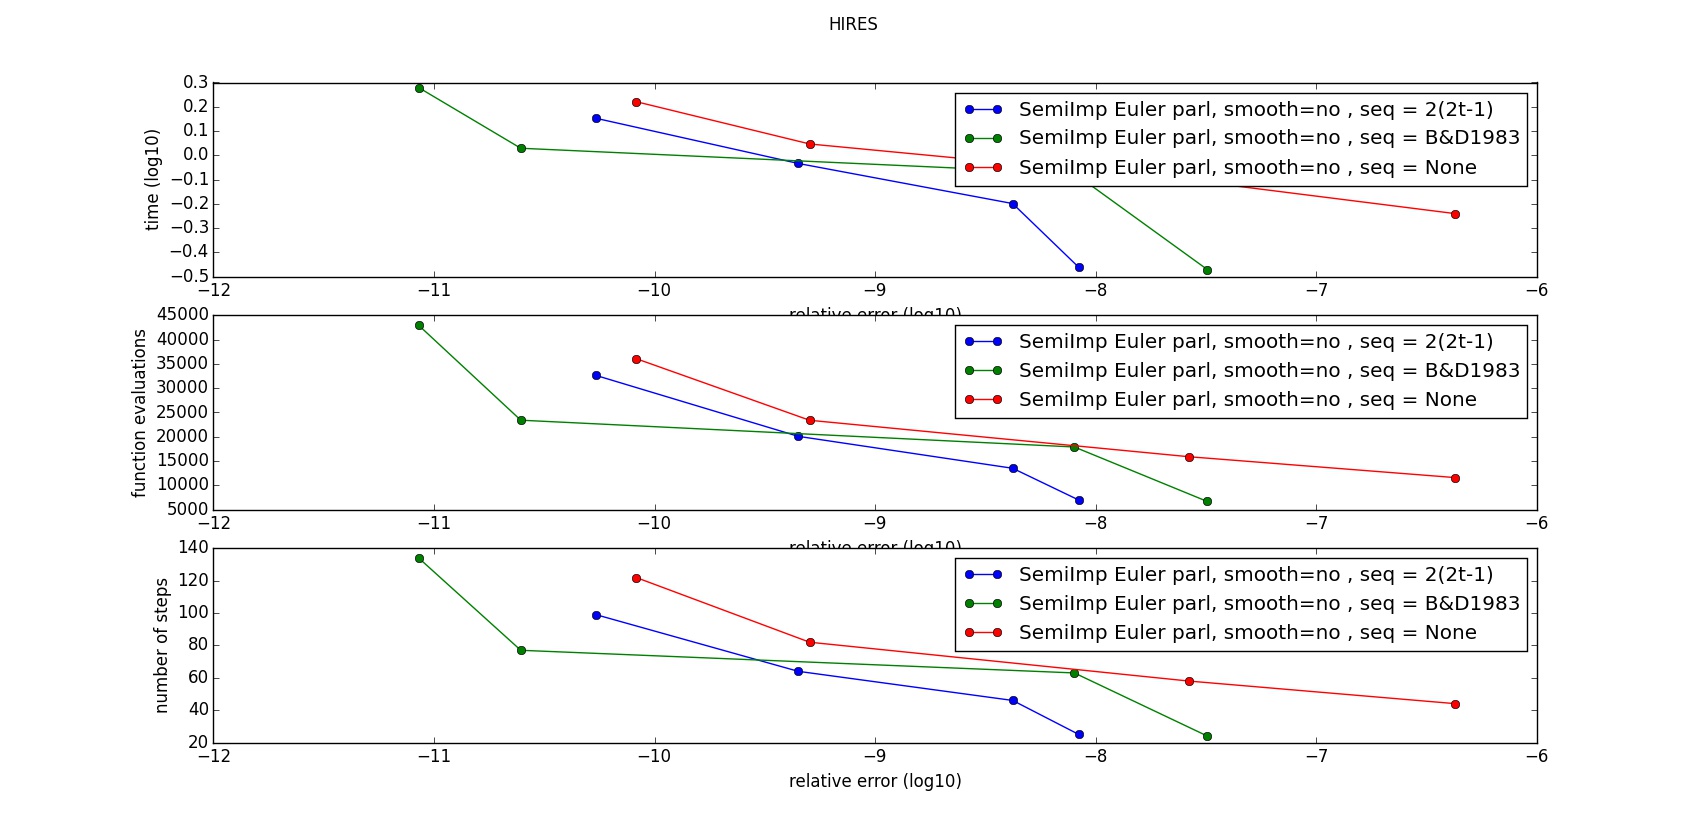 HIRES
0.3
0.2
0.1
0.0
−0.1
−0.2
−0.3
−0.4
−0.5
time (log10)
SemiImp Euler parl, smooth=no , seq = 2(2t-1)
SemiImp Euler parl, smooth=no , seq = B&D1983
SemiImp Euler parl, smooth=no , seq = None
−12 −11 −10 −9 −8 −7 −6
relative error (log10)
45000
40000
35000
30000
25000
20000
15000
10000
5000
function evaluations
SemiImp Euler parl, smooth=no , seq = 2(2t-1)
SemiImp Euler parl, smooth=no , seq = B&D1983
SemiImp Euler parl, smooth=no , seq = None
−12 −11 −10 −9 −8 −7 −6
relative error (log10)
140
120
100
80
60
40
20
number of steps
SemiImp Euler parl, smooth=no , seq = 2(2t-1)
SemiImp Euler parl, smooth=no , seq = B&D1983
SemiImp Euler parl, smooth=no , seq = None
−12 −11 −10 −9 −8 −7 −6
relative error (log10)